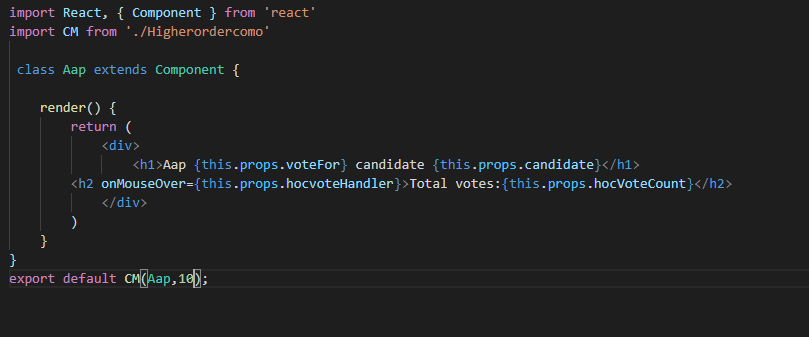 import React, { Component } from 'react'
import CM from './Higherordercomo'
class Aap extends Component {
render() {
return (
<div>
<h1>Aap {this.props.voteFor} candidate {this.props.candidate}</h1>
<h2 onMouseOver={this.props.hocvoteHandler}>Total votes:{this.props.hocVoteCount}</h2>
</div>
)
}
}
export default CM(Aap,10);